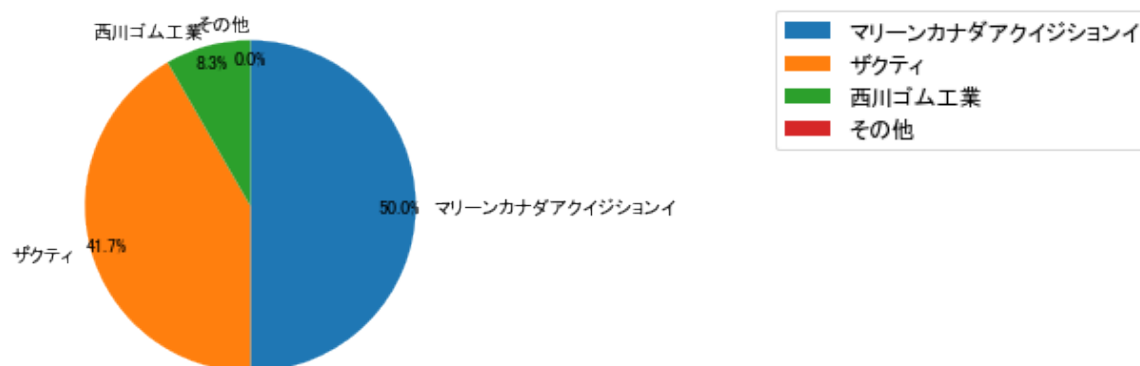 西川ゴム工業
その他
8.3%
0.0%
50.0%
マリーンカナダアクイジションイ
41.7%
ザクティ
マリーンカナダアクイジションイ
ザクティ
西川ゴム工業
その他